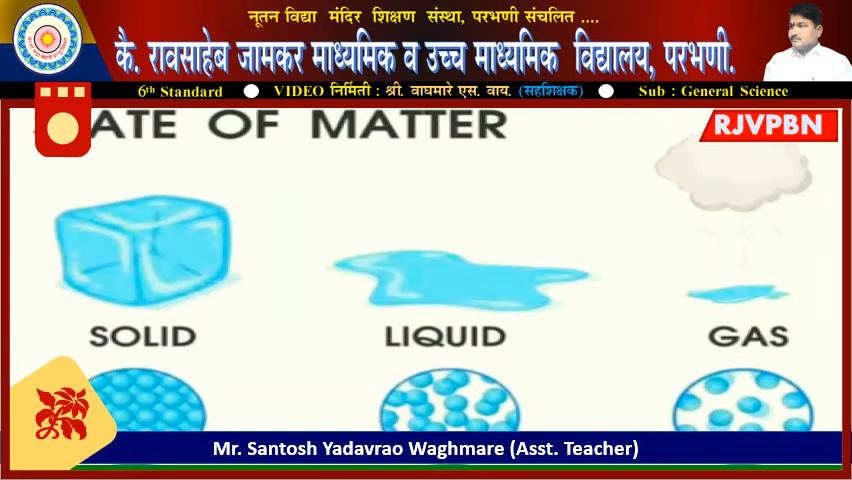 नूतन विद्या मंदिर शिक्षण संस्था, परभणी संचलित ....
कै. रावसाहेब जामकर माध्यमिक व उच्च माध्यमिक विद्यालय, परभणी.
6th Standard VIDEO निर्मिती : श्री. वाघमारे एस. वाय. (सहशिक्षक) Sub : General Science
ATE OF MATTER
RJVPBN
SOLID LIQUID GAS
Mr. Santosh Yadavrao Waghmare (Asst. Teacher)